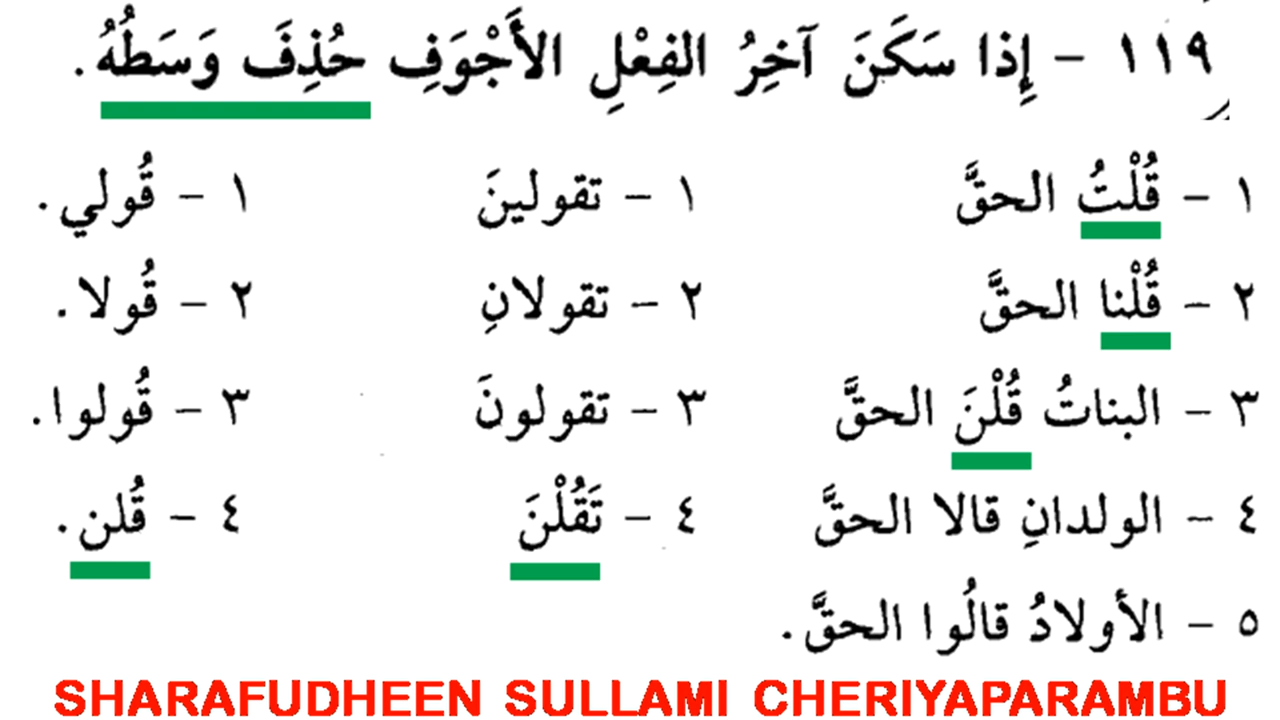 ١١٩ - إِذا سَكَنَ آخِرُ الفِعْلِ الأَجْوَفِ حُذِفَ وَسَطُهُ.
١ - قُلْتُ الحقَّ ١ - تقولينَ ١ - قُولي.
٢ - قُلْنا الحقَّ ٢ - تقولانِ ٢ - قُولا.
٣ - البناتُ قُلْنَ الحقَّ ٣ - تقولونَ ٣ - قُولوا.
٤ - الولدانِ قالا الحقَّ ٤ - تَقُلْنَ ٤ - قُلن.
٥ - الأولادُ قالُوا الحقَّ.
SHARAFUDHEEN SULLAMI CHERIYAPARAMBU